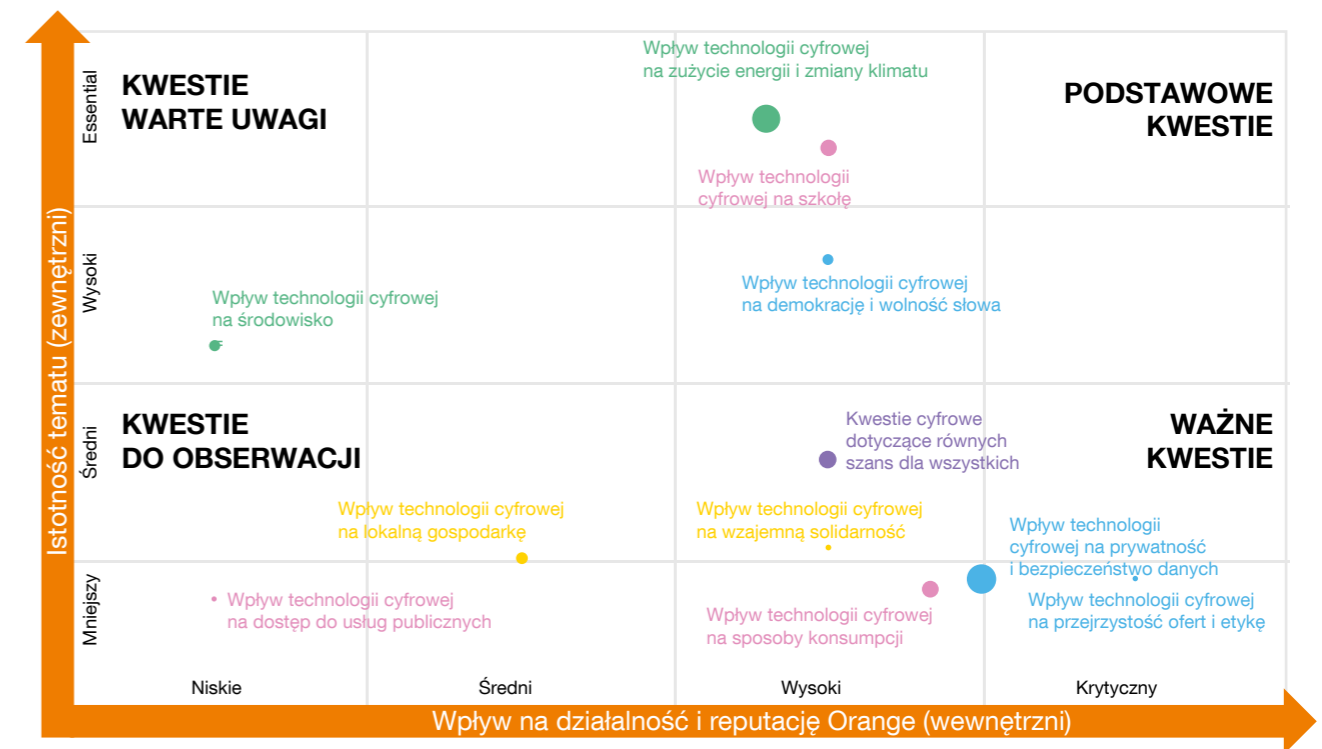 Wpływ technologii cyfrowej
na zużycie energii i zmiany klimatu
KWESTIE
WARTE UWAGI
PODSTAWOWE
KWESTIE
Essential
Wpływ technologii
cyfrowej na szkołę
Wysoki
Wpływ technologii cyfrowej
na demokrację i wolność słowa
Wpływ technologii cyfrowej
na środowisko
KWESTIE
DO OBSERWACJI
Kwestie cyfrowe
dotyczące równych
szans dla wszystkich
WAŻNE
KWESTIE
Średni
Wpływ technologii cyfrowej
na lokalną gospodarkę
Wpływ technologii cyfrowej
na wzajemną solidarność
Wpływ technologii
cyfrowej na prywatność
i bezpieczeństwo danych
Mniejszy
Wpływ technologii cyfrowej
na dostęp do usług publicznych
Wpływ technologii cyfrowej
na sposoby konsumpcji
Wpływ technologii cyfrowej
na przejrzystość ofert i etykę
Istotność tematu (zewnętrzni)
Niskie
Średni
Wysoki
Krytyczny
Wpływ na działalność i reputację Orange (wewnętrzni)